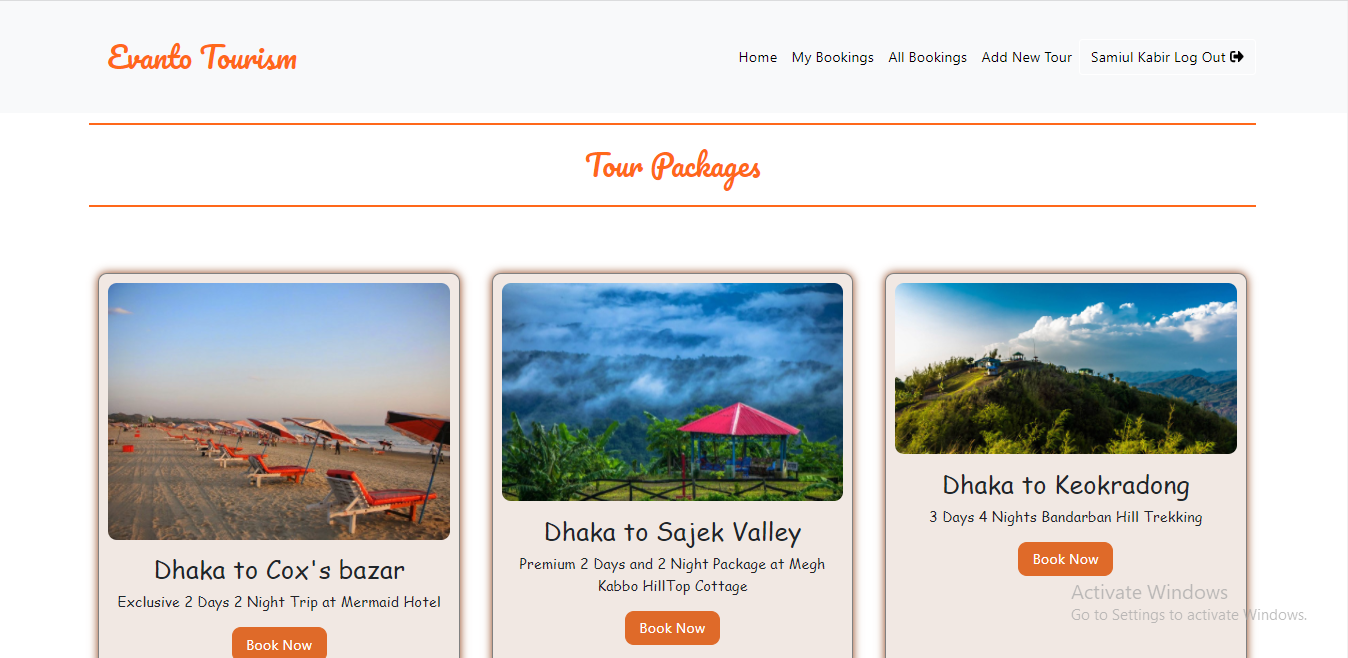 Evanto Tourism
Home My Bookings All Bookings Add New Tour Samiul Kabir Log Out
Tour Packages
Dhaka to Cox's bazar
Exclusive 2 Days 2 Night Trip at Mermaid Hotel
Book Now
Dhaka to Sajek Valley
Premium 2 Days and 2 Night Package at Megh
Kabbo HillTop Cottage
Book Now
Dhaka to Keokradong
3 Days 4 Nights Bandarban Hill Trekking
Book Now
Activate Windows
Go to Settings to activate Windows.